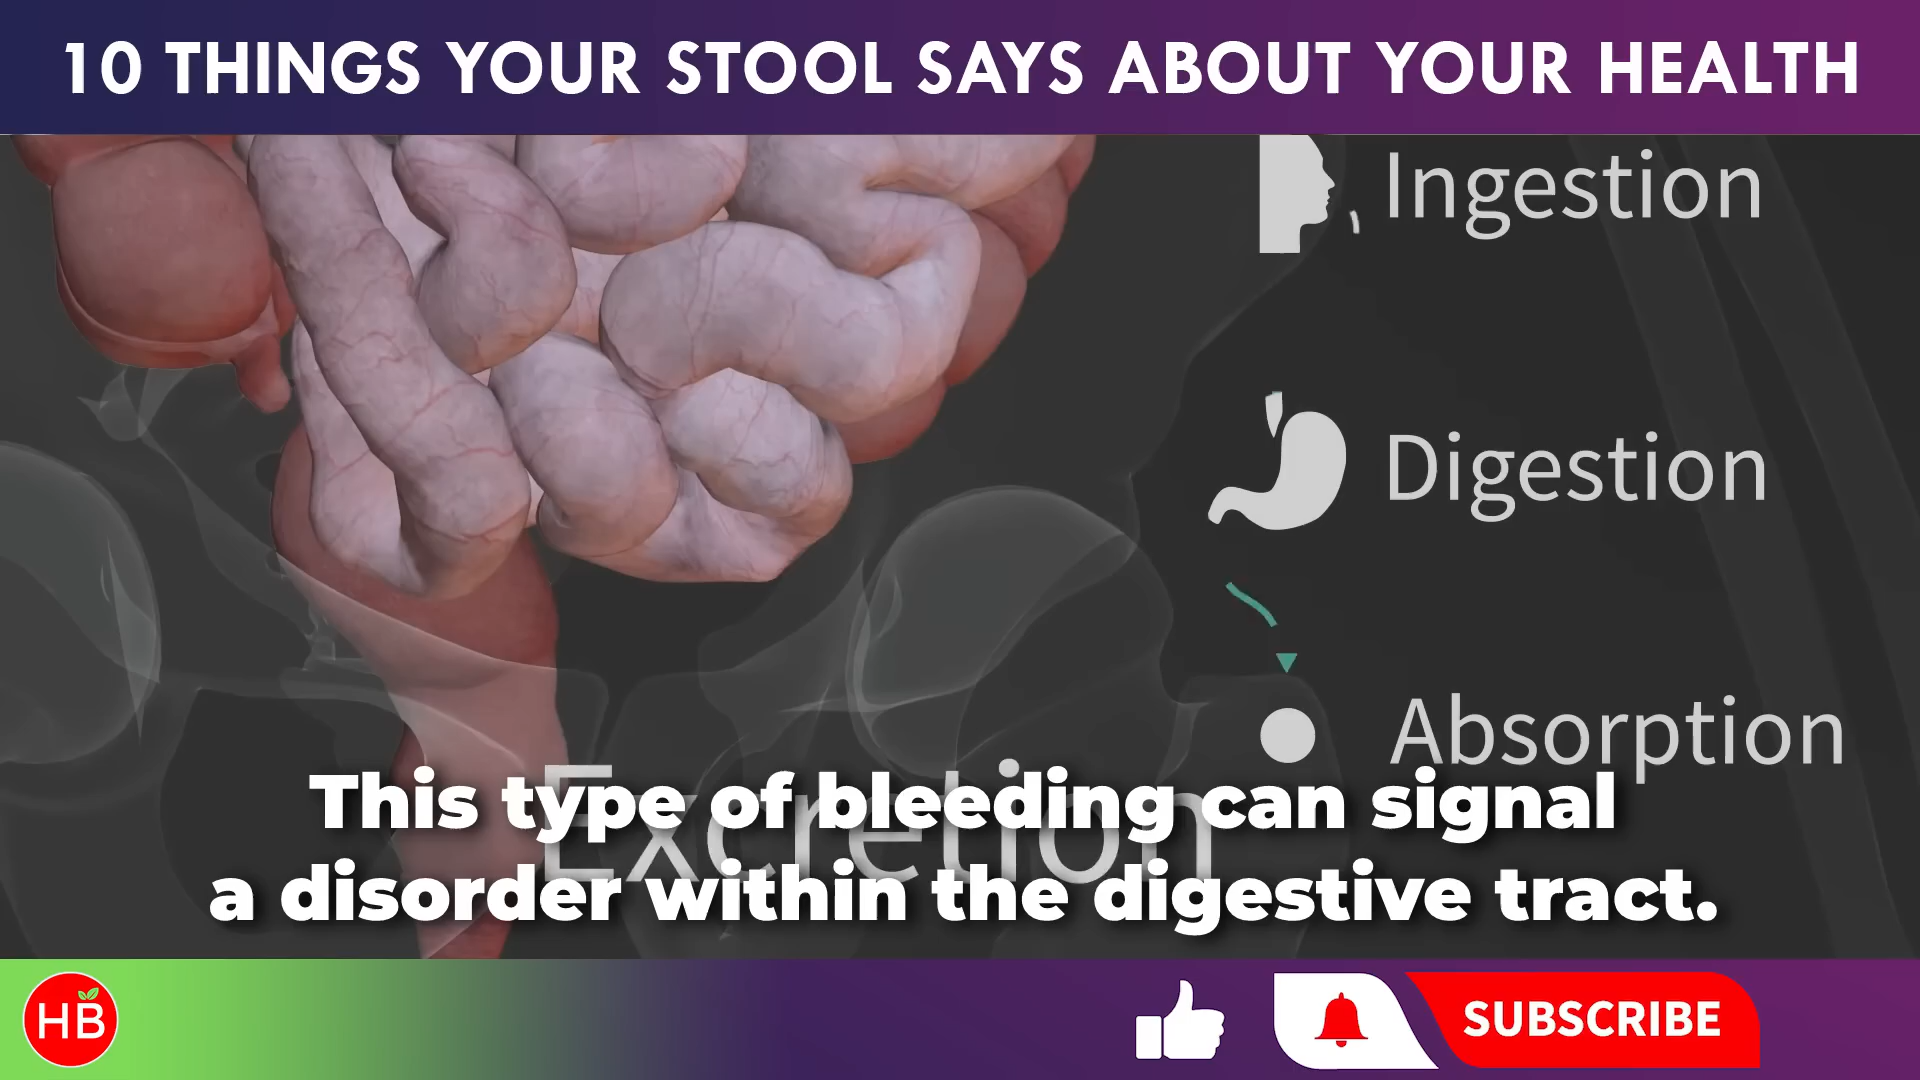 10 THINGS YOUR STOOL SAYS ABOUT YOUR HEALTH
Ingestion
Digestion
Absorption
Excretion
This type of bleeding can signal
a disorder within the digestive tract.
HB
SUBSCRIBE